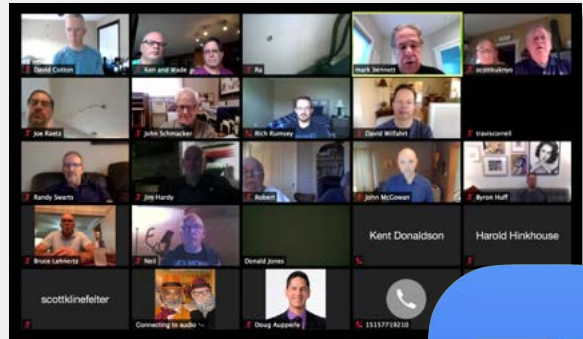 David Cotton
Ken and Wade
Ra
mark bennett
scottkuknyo
Joe Raetz
John Schmacker
Rich Rumsey
David Wilfahrt
traviscorrell
Randy Swarts
Jim Hardy
Robert
John McGowan
Byron Huff
Bruce Lehnertz
Neil
Donald Jones
Kent Donaldson
Harold Hinkhouse
scottklinefelter
Connecting to audio
Doug Aupperle
15157719210